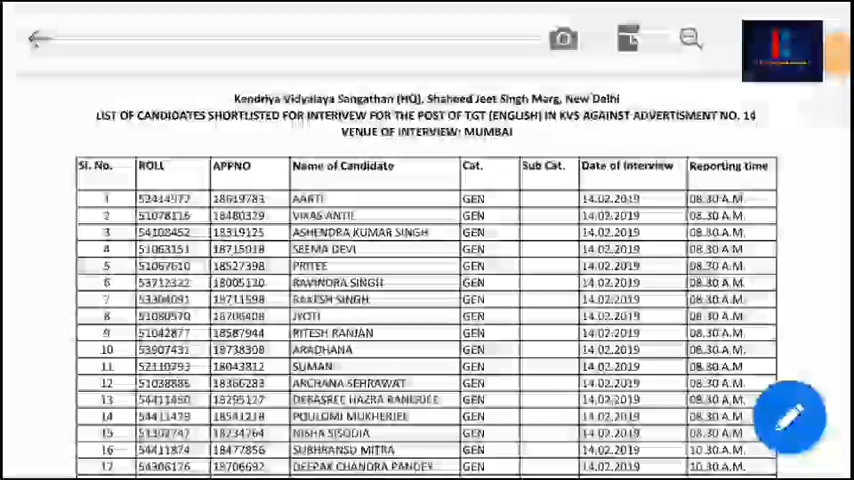 Kendriya Vidyalaya Sangathan (HQ), Shaheed Jeet Singh Marg, New Delhi
LIST OF CANDIDATES SHORTLISTED FOR INTERIVEW FOR THE POST OF TGT (ENGLISH) IN KVS AGAINST ADVERTISMENT NO. 14
VENUE OF INTERVIEW: MUMBAI
Sl. No. ROLL APPNO Name of Candidate Cat. Sub Cat. Date of Interview Reporting time
1 52414972 18619783 AARTI GEN 14.02.2019 08.30 A.M.
2 51078116 18480329 VIKAS ANTIL GEN 14.02.2019 08.30 A.M.
3 54108452 18319125 ASHENDRA KUMAR SINGH GEN 14.02.2019 08.30 A.M.
4 51063151 18715018 SEEMA DEVI GEN 14.02.2019 08.30 A.M.
5 51067610 18527398 PRITEE GEN 14.02.2019 08.30 A.M.
6 53712322 RAVINDRA SINGH GEN 14.02.2019 08.30 A.M.
7 53304091 18711598 RAKESH SINGH GEN 14.02.2019 08.30 A.M.
8 51080570 18706408 JYOTI GEN 14.02.2019 08.30 A.M.
9 51042877 18587944 RITESH RANJAN GEN 14.02.2019 08.30 A.M.
10 53907431 18738308 ARADHANA GEN 14.02.2019 08.30 A.M.
11 52110793 18043812 SUMAN GEN 14.02.2019 08.30 A.M
12 51038886 18366283 ARCHANA SEHRAWAT GEN 14.02.2019 08.30 A.M.
13 18295127 DEBASREE HAZRA BANERJEE GEN 14.02.2019 08.30 A.M.
14 54411429 18541218 POULOMI MUKHERJEE GEN 14.02.2019 08.30 A.M.
15 51302747 18234764 NISHA SISODIA GEN 14.02.2019 08.30 A.M.
16 54411874 18477856 SUBHRANSU MITRA GEN 14.02.2019 10.30 A.M.
17 54306176 18706692 DEEPAK CHANDRA PANDEY GEN 14.02.2019 10.30 A.M.